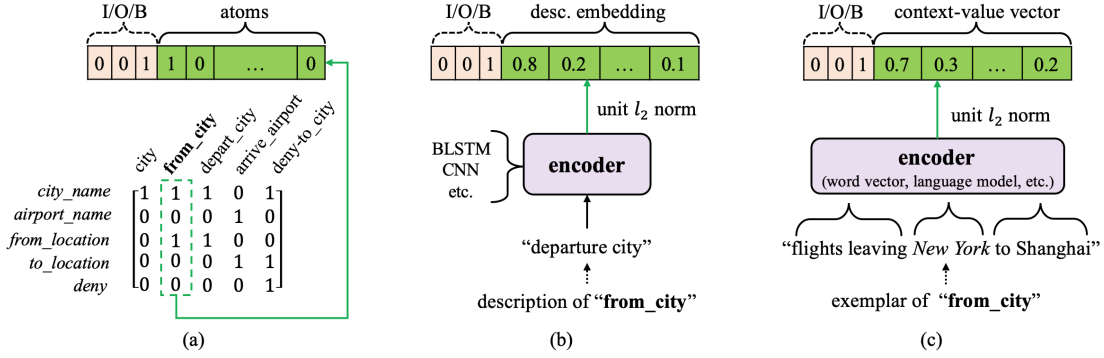 I/O/B atoms
0 0 1 1 0 … 0
city from_city depart_city arrive_airport deny-to_city
city_name 1 1 1 0 1
airport_name 0 0 0 1 0
from_location 0 1 1 0 0
to_location 0 0 0 1 1
deny 0 0 0 0 1
(a)
I/O/B desc. embedding
0 0 1 0.8 0.2 … 0.1
unit l₂ norm
BLSTM
CNN
etc.
encoder
“departure city”
description of “from_city”
(b)
I/O/B context-value vector
0 0 1 0.7 0.3 … 0.2
unit l₂ norm
encoder
(word vector, language model, etc.)
“flights leaving New York to Shanghai”
exemplar of “from_city”
(c)